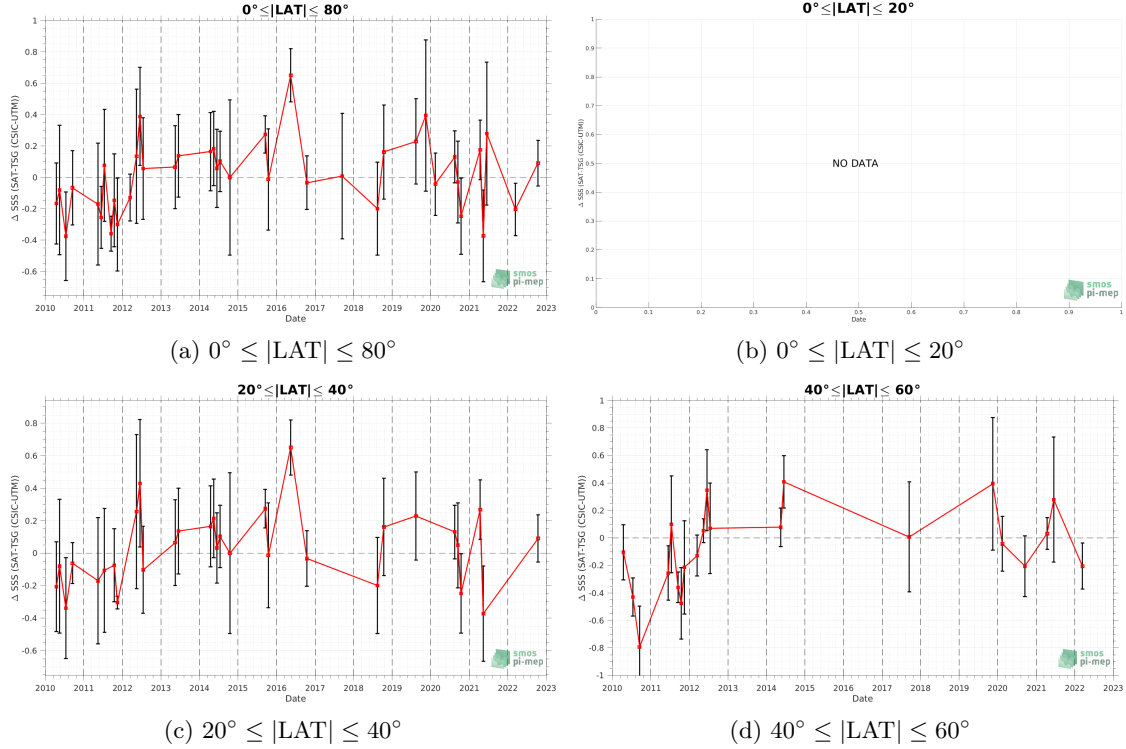 0°≤|LAT|≤ 80°
Δ SSS (SAT-TSG (CSIC-UTM))
1
0.8
0.6
0.4
0.2
0
-0.2
-0.4
-0.6
2010 2011 2012 2013 2014 2015 2016 2017 2018 2019 2020 2021 2022 2023
Date
smos
pi-mep
(a) 0° ≤ |LAT| ≤ 80°
0°≤|LAT|≤ 20°
Δ SSS (SAT-TSG (CSIC-UTM))
1
0.9
0.8
0.7
0.6
0.5
0.4
0.3
0.2
0.1
0
NO DATA
0 0.1 0.2 0.3 0.4 0.5 0.6 0.7 0.8 0.9 1
Date
smos
pi-mep
(b) 0° ≤ |LAT| ≤ 20°
20°≤|LAT|≤ 40°
Δ SSS (SAT-TSG (CSIC-UTM))
0.8
0.6
0.4
0.2
0
-0.2
-0.4
-0.6
2010 2011 2012 2013 2014 2015 2016 2017 2018 2019 2020 2021 2022 2023
Date
smos
pi-mep
(c) 20° ≤ |LAT| ≤ 40°
40°≤|LAT|≤ 60°
Δ SSS (SAT-TSG (CSIC-UTM))
1
0.8
0.6
0.4
0.2
0
-0.2
-0.4
-0.6
-0.8
-1
2010 2011 2012 2013 2014 2015 2016 2017 2018 2019 2020 2021 2022 2023
Date
smos
pi-mep
(d) 40° ≤ |LAT| ≤ 60°